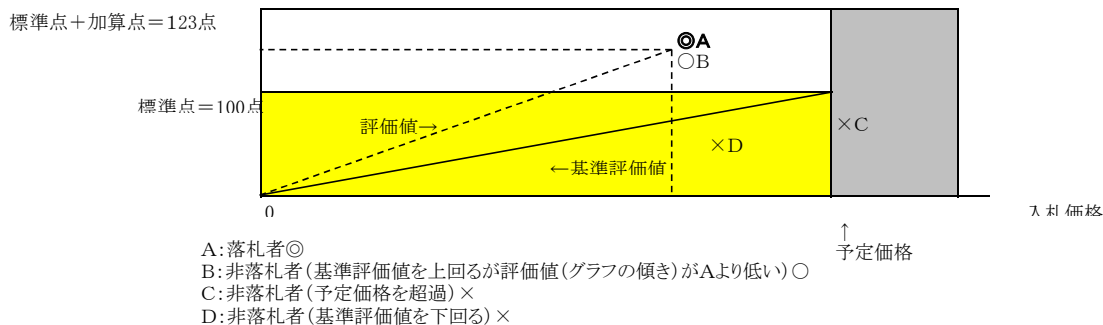 標準点+加算点=123点
◎A
○B
標準点=100点
評価値→
×C
×D
←基準評価値
0
入札価格
↑
予定価格
A:落札者◎
B:非落札者(基準評価値を上回るが評価値(グラフの傾き)がAより低い)○
C:非落札者(予定価格を超過)×
D:非落札者(基準評価値を下回る)×